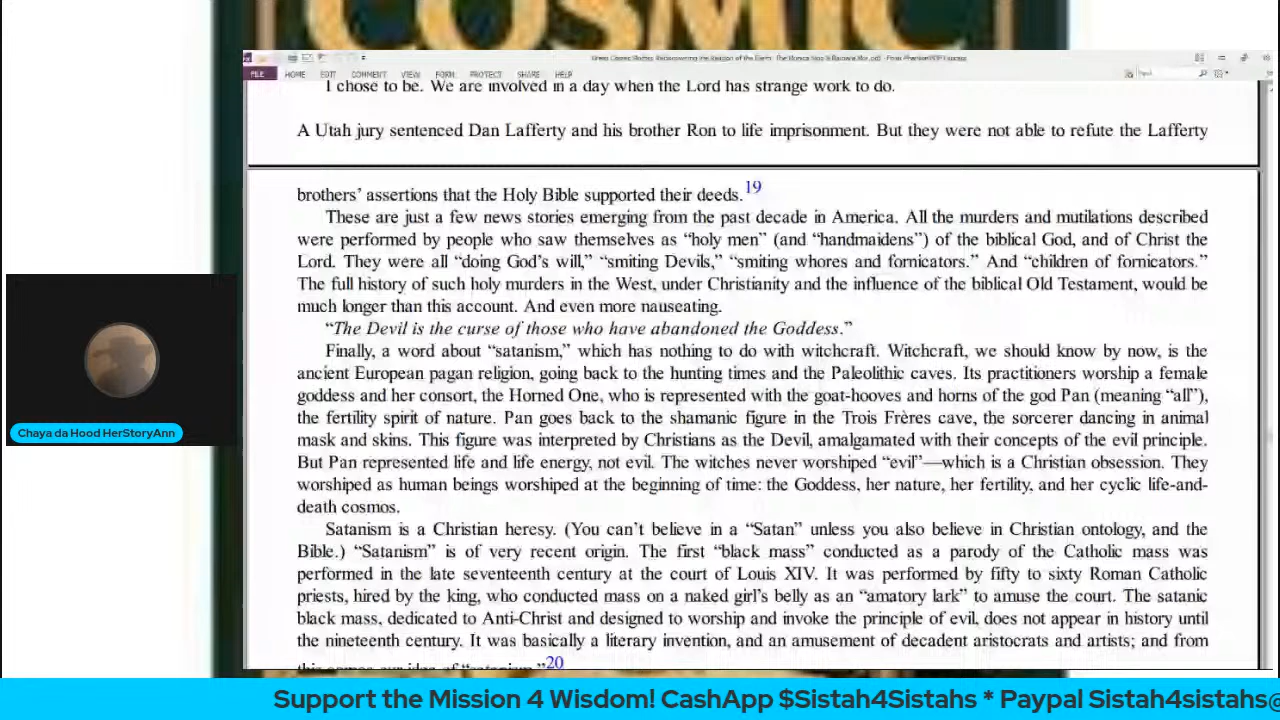 COSMIC
FILE HOME EDIT COMMENT VIEW FORM PROTECT SHARE HELP
I chose to be. We are involved in a day when the Lord has strange work to do.
A Utah jury sentenced Dan Lafferty and his brother Ron to life imprisonment. But they were not able to refute the Lafferty
brothers’ assertions that the Holy Bible supported their deeds.19
These are just a few news stories emerging from the past decade in America. All the murders and mutilations described
were performed by people who saw themselves as “holy men” (and “handmaidens”) of the biblical God, and of Christ the
Lord. They were all “doing God’s will,” “smiting Devils,” “smiting whores and fornicators.” And “children of fornicators.”
The full history of such holy murders in the West, under Christianity and the influence of the biblical Old Testament, would be
much longer than this account. And even more nauseating.
“The Devil is the curse of those who have abandoned the Goddess.”
Finally, a word about “satanism,” which has nothing to do with witchcraft. Witchcraft, we should know by now, is the
ancient European pagan religion, going back to the hunting times and the Paleolithic caves. Its practitioners worship a female
goddess and her consort, the Horned One, who is represented with the goat-hooves and horns of the god Pan (meaning “all”),
the fertility spirit of nature. Pan goes back to the shamanic figure in the Trois Frères cave, the sorcerer dancing in animal
mask and skins. This figure was interpreted by Christians as the Devil, amalgamated with their concepts of the evil principle.
But Pan represented life and life energy, not evil. The witches never worshiped “evil”—which is a Christian obsession. They
worshiped as human beings worshiped at the beginning of time: the Goddess, her nature, her fertility, and her cyclic life-and-
death cosmos.
Satanism is a Christian heresy. (You can’t believe in a “Satan” unless you also believe in Christian ontology, and the
Bible.) “Satanism” is of very recent origin. The first “black mass” conducted as a parody of the Catholic mass was
performed in the late seventeenth century at the court of Louis XIV. It was performed by fifty to sixty Roman Catholic
priests, hired by the king, who conducted mass on a naked girl’s belly as an “amatory lark” to amuse the court. The satanic
black mass, dedicated to Anti-Christ and designed to worship and invoke the principle of evil, does not appear in history until
the nineteenth century. It was basically a literary invention, and an amusement of decadent aristocrats and artists; and from
this comes our idea of “satanism.”20
Chaya da Hood HerStoryAnn
Support the Mission 4 Wisdom! CashApp $Sistah4Sistahs * Paypal Sistah4sistahs@